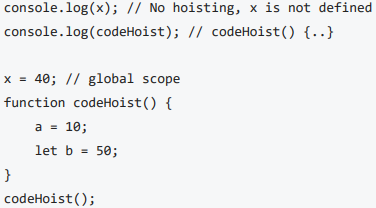 console.log(x); // No hoisting, x is not defined
console.log(codeHoist); // codeHoist() {..}

x = 40; // global scope
function codeHoist() {
    a = 10;
    let b = 50;
}
codeHoist();